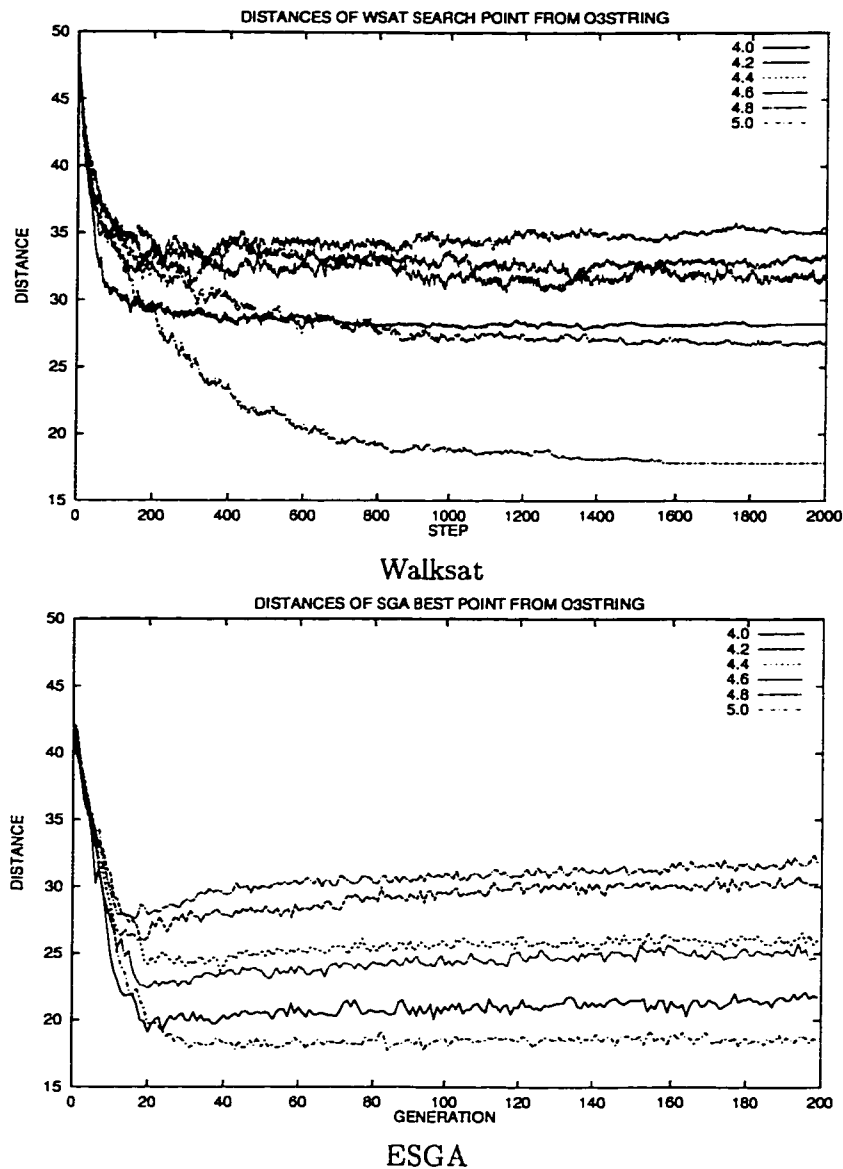 DISTANCES OF WSAT SEARCH POINT FROM O3STRING
50
45
40
35
30
25
20
15
DISTANCE
4.0
4.2
4.4
4.6
4.8
5.0
0 200 400 600 800 1000 1200 1400 1600 1800 2000
STEP
Walksat
DISTANCES OF SGA BEST POINT FROM O3STRING
50
45
40
35
30
25
20
15
DISTANCE
4.0
4.2
4.4
4.6
4.8
5.0
0 20 40 60 80 100 120 140 160 180 200
GENERATION
ESGA